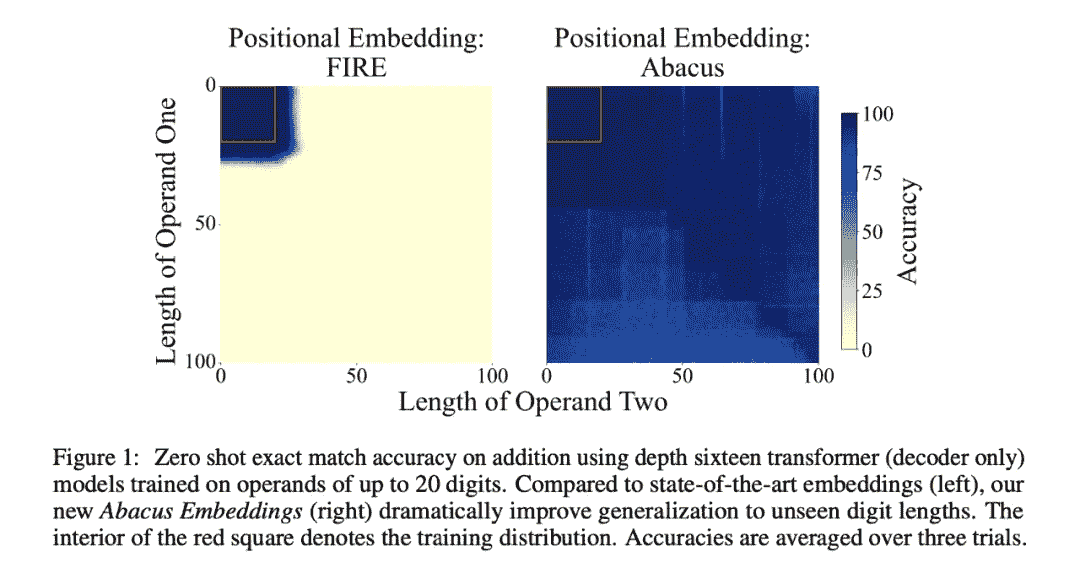 Positional Embedding:
FIRE
Positional Embedding:
Abacus
Length of Operand One
0
50
100
0
50
100
0
50
100
Length of Operand Two
100
75
50
25
0
Accuracy
Figure 1: Zero shot exact match accuracy on addition using depth sixteen transformer (decoder only)
models trained on operands of up to 20 digits. Compared to state-of-the-art embeddings (left), our
new Abacus Embeddings (right) dramatically improve generalization to unseen digit lengths. The
interior of the red square denotes the training distribution. Accuracies are averaged over three trials.